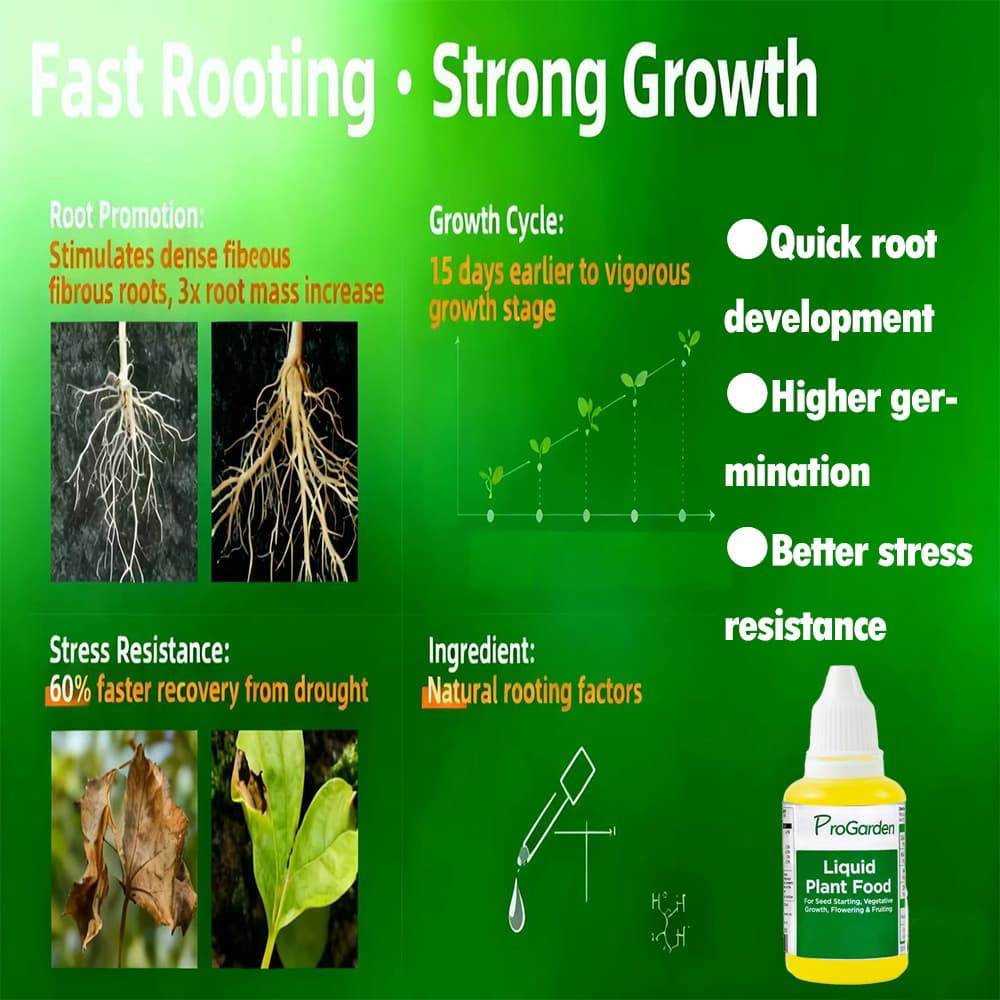 Fast Rooting · Strong Growth
Root Promotion:
Stimulates dense fibeous
fibrous roots, 3x root mass increase
Growth Cycle:
15 days earlier to vigorous
growth stage
Quick root
development
Higher ger-
mination
Better stress
resistance
Stress Resistance:
60% faster recovery from drought
Ingredient:
Natural rooting factors
H H
H
ProGarden
Liquid
Plant Food
For Seed Starting, Vegetative
Growth, Flowering & Fruiting